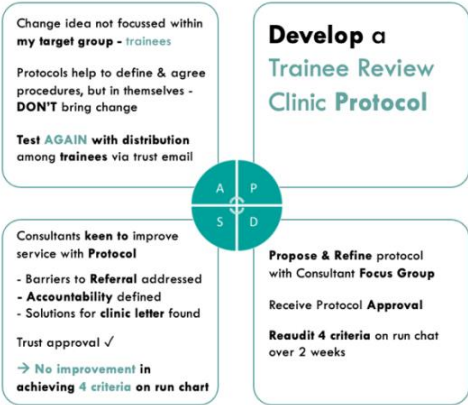 Change idea not focussed within
my target group - trainees
Protocols help to define & agree
procedures, but in themselves -
DON'T bring change
Test AGAIN with distribution
among trainees via trust email
Develop a
Trainee Review
Clinic Protocol
A P
S D
Consultants keen to improve
service with Protocol
- Barriers to Referral addressed
- Accountability defined
- Solutions for clinic letter found
Trust approval ✓
→ No improvement in
achieving 4 criteria on run chart
Propose & Refine protocol
with Consultant Focus Group
Receive Protocol Approval
Reaudit 4 criteria on run chat
over 2 weeks